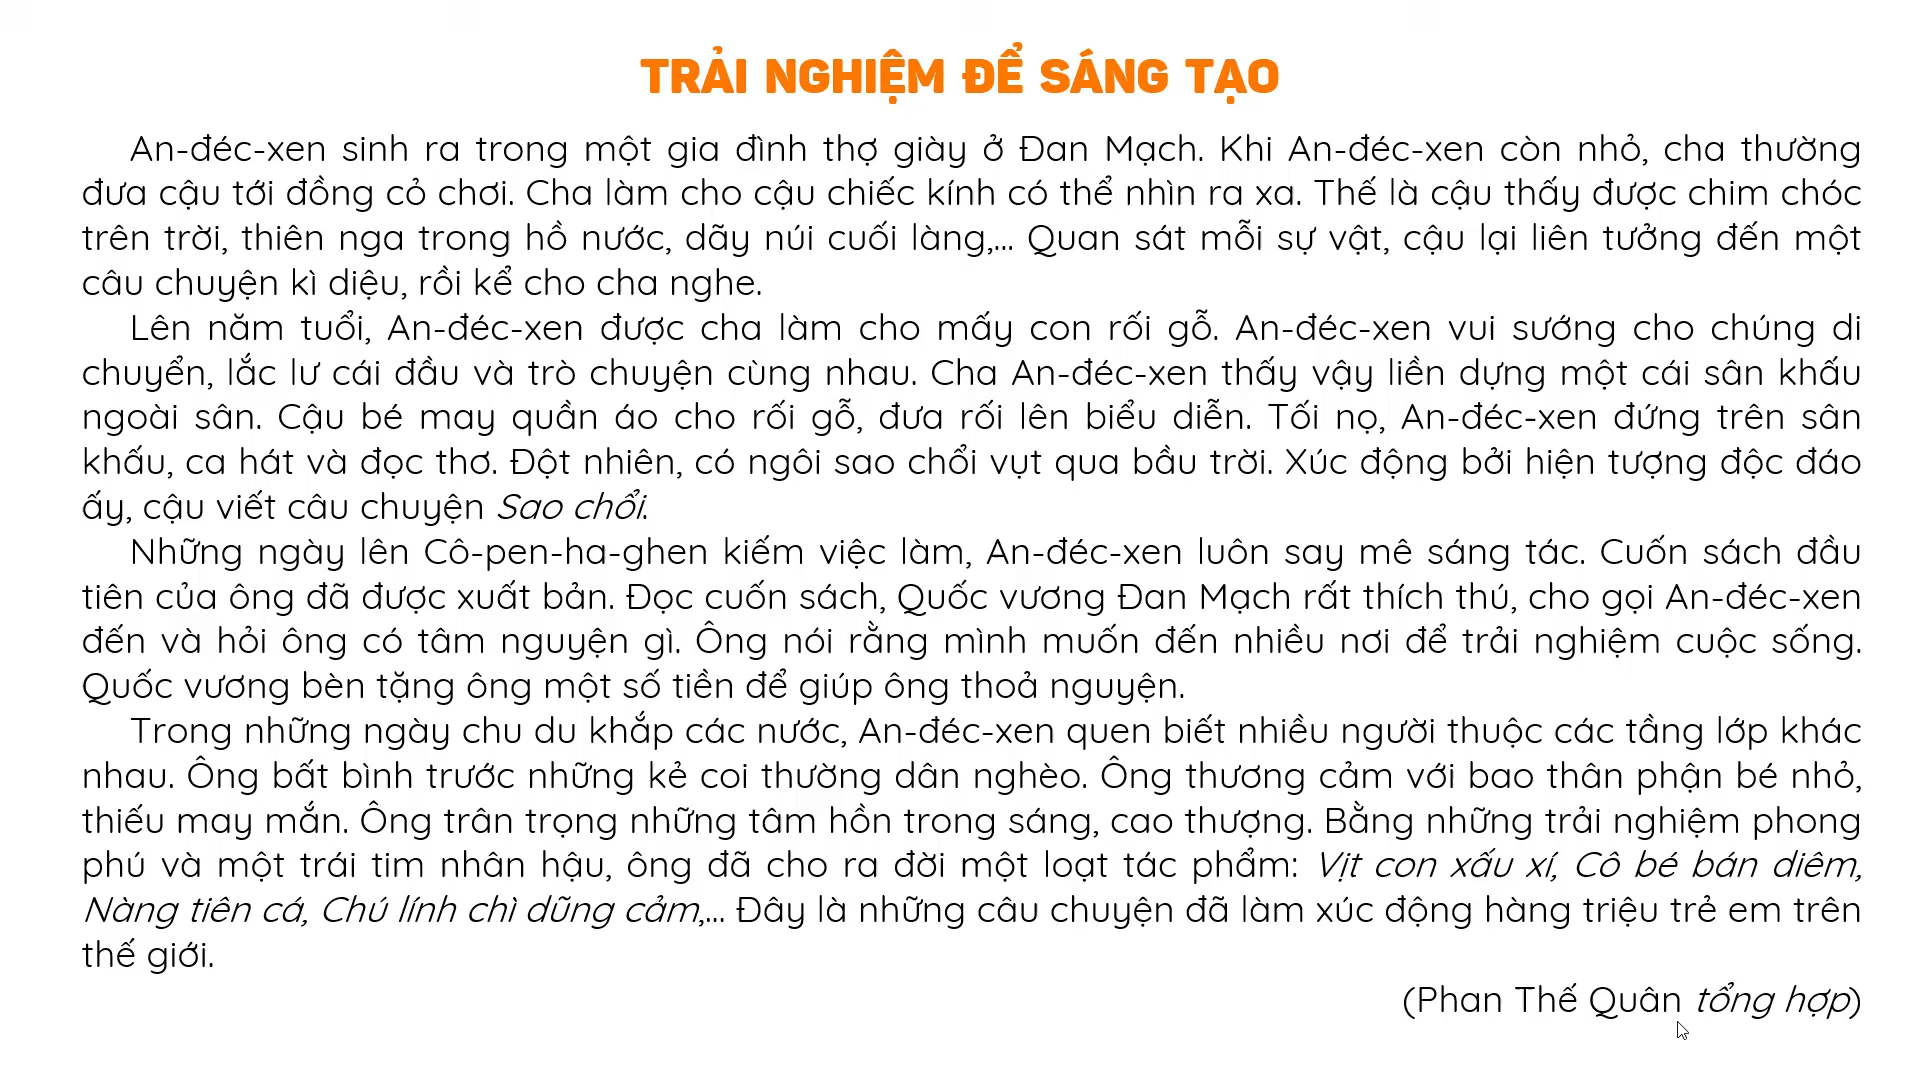 TRẢI NGHIỆM ĐỂ SÁNG TẠO
An-đéc-xen sinh ra trong một gia đình thợ giày ở Đan Mạch. Khi An-đéc-xen còn nhỏ, cha thường
đưa cậu tới đồng cỏ chơi. Cha làm cho cậu chiếc kính có thể nhìn ra xa. Thế là cậu thấy được chim chóc
trên trời, thiên nga trong hồ nước, dãy núi cuối làng,... Quan sát mỗi sự vật, cậu lại liên tưởng đến một
câu chuyện kì diệu, rồi kể cho cha nghe.
Lên năm tuổi, An-đéc-xen được cha làm cho mấy con rối gỗ. An-đéc-xen vui sướng cho chúng di
chuyển, lắc lư cái đầu và trò chuyện cùng nhau. Cha An-đéc-xen thấy vậy liền dựng một cái sân khấu
ngoài sân. Cậu bé may quần áo cho rối gỗ, đưa rối lên biểu diễn. Tối nọ, An-đéc-xen đứng trên sân
khấu, ca hát và đọc thơ. Đột nhiên, có ngôi sao chổi vụt qua bầu trời. Xúc động bởi hiện tượng độc đáo
ấy, cậu viết câu chuyện Sao chổi.
Những ngày lên Cô-pen-ha-ghen kiếm việc làm, An-đéc-xen luôn say mê sáng tác. Cuốn sách đầu
tiên của ông đã được xuất bản. Đọc cuốn sách, Quốc vương Đan Mạch rất thích thú, cho gọi An-đéc-xen
đến và hỏi ông có tâm nguyện gì. Ông nói rằng mình muốn đến nhiều nơi để trải nghiệm cuộc sống.
Quốc vương bèn tặng ông một số tiền để giúp ông thoả nguyện.
Trong những ngày chu du khắp các nước, An-đéc-xen quen biết nhiều người thuộc các tầng lớp khác
nhau. Ông bất bình trước những kẻ coi thường dân nghèo. Ông thương cảm với bao thân phận bé nhỏ,
thiếu may mắn. Ông trân trọng những tâm hồn trong sáng, cao thượng. Bằng những trải nghiệm phong
phú và một trái tim nhân hậu, ông đã cho ra đời một loạt tác phẩm: Vịt con xấu xí, Cô bé bán diêm,
Nàng tiên cá, Chú lính chì dũng cảm,... Đây là những câu chuyện đã làm xúc động hàng triệu trẻ em trên
thế giới.
(Phan Thế Quân tổng hợp)